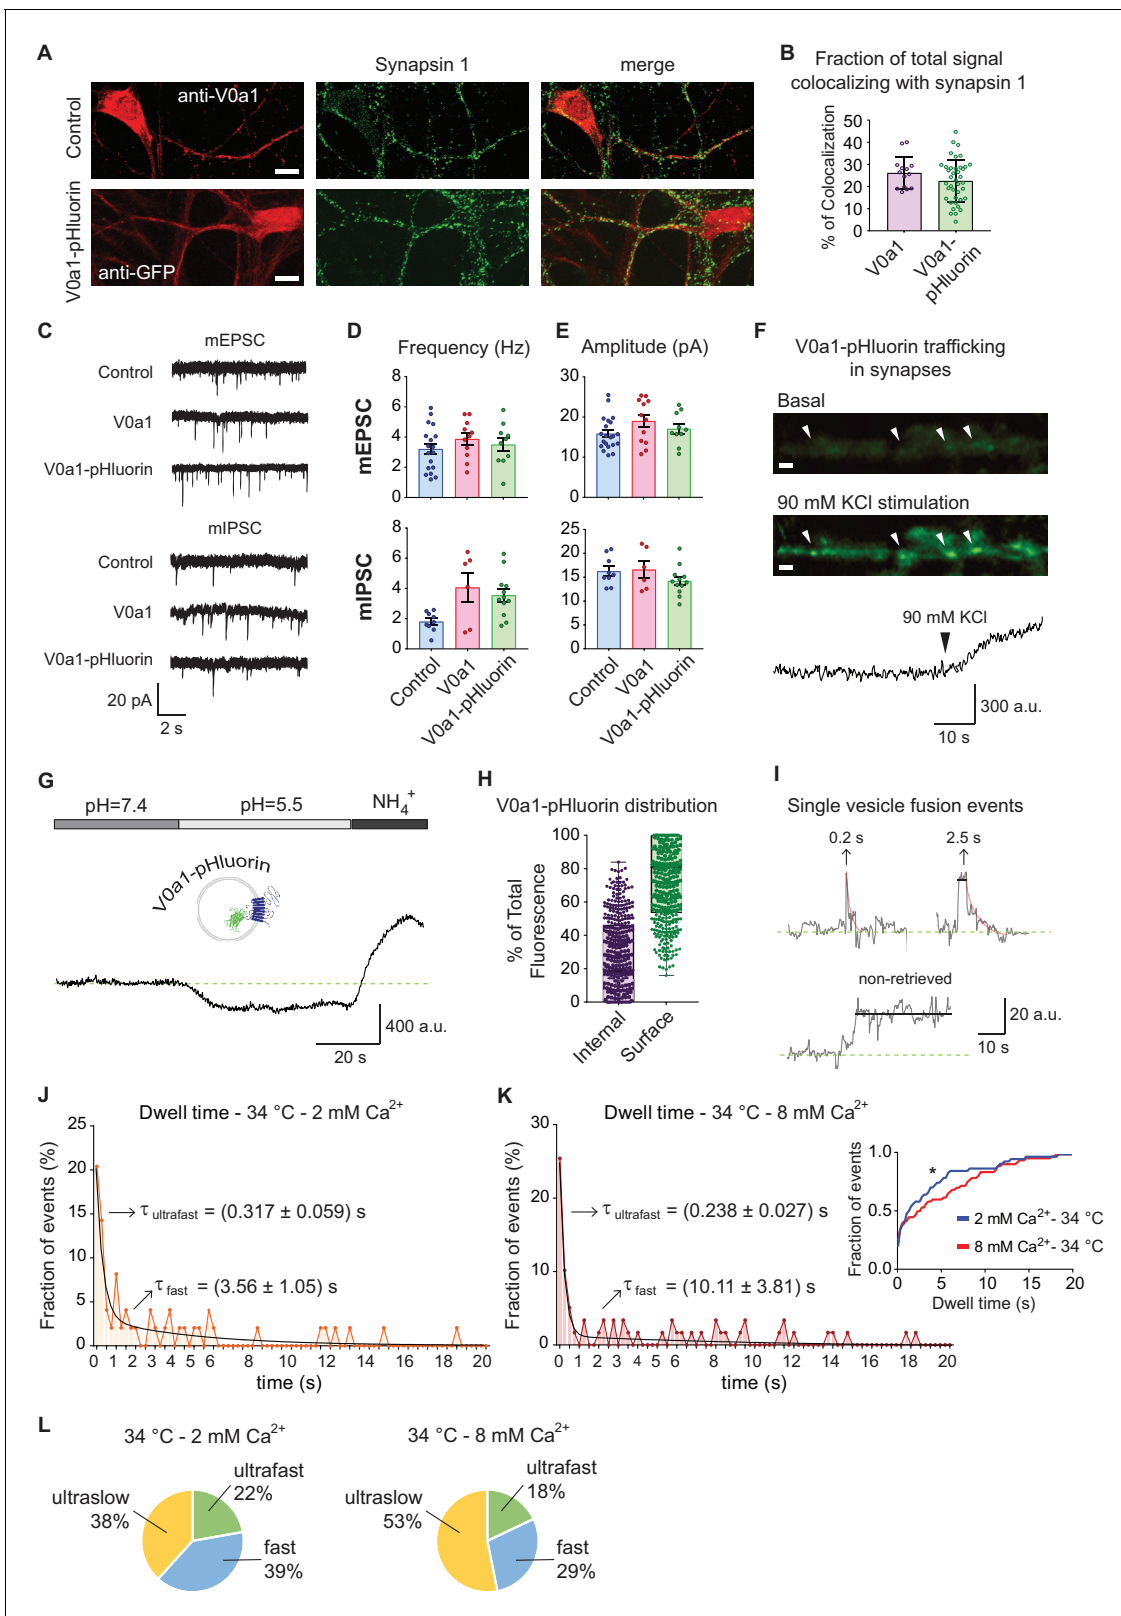 A
Synapsin 1
merge
Control
anti-V0a1
V0a1-pHluorin
anti-GFP
B
Fraction of total signal
colocalizing with synapsin 1
% of Colocalization
50
40
30
20
10
0
V0a1
V0a1-
pHluorin
C
mEPSC
Control
V0a1
V0a1-pHluorin
mIPSC
Control
V0a1
V0a1-pHluorin
20 pA
2 s
D
Frequency (Hz)
mEPSC
8
6
4
2
0
mIPSC
8
6
4
2
0
Control
V0a1
V0a1-pHluorin
E
Amplitude (pA)
30
20
10
0
25
20
15
10
5
0
Control
V0a1
V0a1-pHluorin
F
V0a1-pHluorin trafficking
in synapses
Basal
90 mM KCl stimulation
90 mM KCl
300 a.u.
10 s
G
pH=7.4
pH=5.5
NH₄⁺
V0a1-pHluorin
400 a.u.
20 s
H
V0a1-pHluorin distribution
% of Total
Fluorescence
100
80
60
40
20
0
Internal
Surface
I
Single vesicle fusion events
0.2 s
2.5 s
non-retrieved
20 a.u.
10 s
J
Dwell time - 34 °C - 2 mM Ca²⁺
Fraction of events (%)
25
20
15
10
5
0
τ ultrafast = (0.317 ± 0.059) s
τ fast = (3.56 ± 1.05) s
0 1 2 3 4 5 6 8 10 12 14 16 18 20
time (s)
K
Dwell time - 34 °C - 8 mM Ca²⁺
Fraction of events (%)
30
20
10
0
τ ultrafast = (0.238 ± 0.027) s
τ fast = (10.11 ± 3.81) s
0 1 2 3 4 5 6 8 10 12 14 16 18 20
time (s)
Fraction of events
1.0
0.5
0.0
*
2 mM Ca²⁺- 34 °C
8 mM Ca²⁺- 34 °C
0 5 10 15 20
Dwell time (s)
L
34 °C - 2 mM Ca²⁺
ultrafast
22%
ultraslow
38%
fast
39%
34 °C - 8 mM Ca²⁺
ultrafast
18%
ultraslow
53%
fast
29%